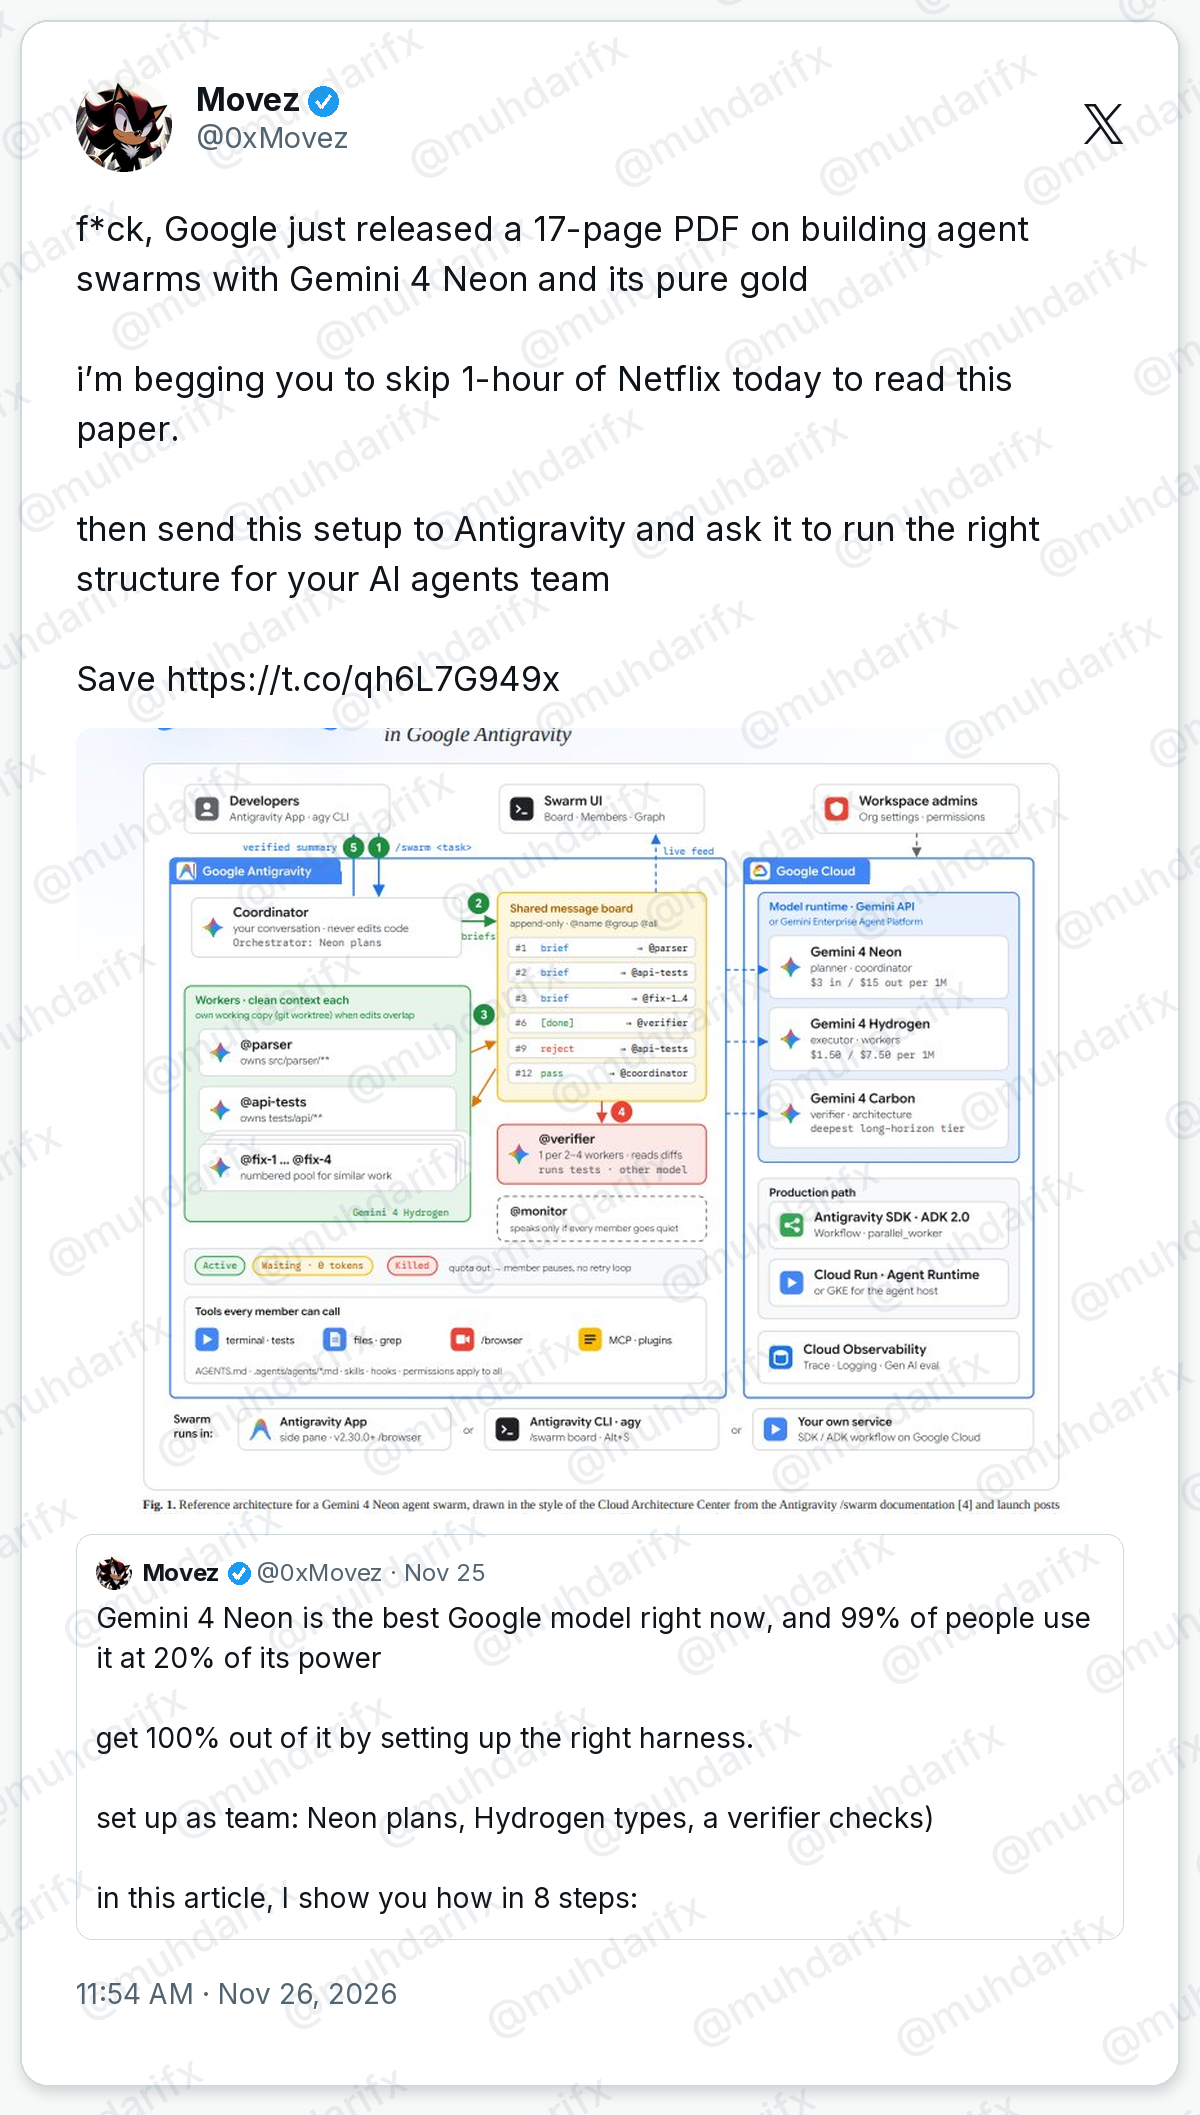 Movez
@0xMovez
f*ck, Google just released a 17-page PDF on building agent
swarms with Gemini 4 Neon and its pure gold
i’m begging you to skip 1-hour of Netflix today to read this
paper.
then send this setup to Antigravity and ask it to run the right
structure for your AI agents team
Save https://t.co/qh6L7G949x
in Google Antigravity
Developers
Antigravity App · agy CLI
Swarm UI
Board · Members · Graph
Workspace admins
Org settings · permissions
verified summary 5 1 /swarm <task>
live feed
Google Antigravity
Google Cloud
Coordinator
your conversation · never edits code
Orchestrator: Neon plans
2
briefs
Shared message board
append-only · @name @group @all
#1 brief → @parser
#2 brief → @api-tests
#3 brief → @fix-1…4
#6 [done] → @verifier
#9 reject → @api-tests
#12 pass → @coordinator
Workers · clean context each
own working copy (git worktree) when edits overlap
@parser
owns src/parser/**
@api-tests
owns tests/api/**
@fix-1 ... @fix-4
numbered pool for similar work
Gemini 4 Hydrogen
3
4
@verifier
1 per 2–4 workers · reads diffs
runs tests · other model
@monitor
speaks only if every member goes quiet
Active
Waiting · 0 tokens
Killed
quota out → member pauses, no retry loop
Tools every member can call
terminal · tests
files · grep
/browser
MCP · plugins
AGENTS.md · .agents/agents/*.md · skills · hooks · permissions apply to all
Model runtime · Gemini API
or Gemini Enterprise Agent Platform
Gemini 4 Neon
planner · coordinator
$3 in / $15 out per 1M
Gemini 4 Hydrogen
executor · workers
$1.50 / $7.50 per 1M
Gemini 4 Carbon
verifier · architecture
deepest long-horizon tier
Production path
Antigravity SDK · ADK 2.0
Workflow · parallel_worker
Cloud Run · Agent Runtime
or GKE for the agent host
Cloud Observability
Trace · Logging · Gen AI eval
Swarm
runs in:
Antigravity App
side pane · v2.30.0+ /browser
or
Antigravity CLI · agy
/swarm board · Alt+S
or
Your own service
SDK / ADK workflow on Google Cloud
Fig. 1. Reference architecture for a Gemini 4 Neon agent swarm, drawn in the style of the Cloud Architecture Center from the Antigravity /swarm documentation [4] and launch posts
Movez @0xMovez · Nov 25
Gemini 4 Neon is the best Google model right now, and 99% of people use
it at 20% of its power
get 100% out of it by setting up the right harness.
set up as team: Neon plans, Hydrogen types, a verifier checks)
in this article, I show you how in 8 steps:
11:54 AM · Nov 26, 2026
@muhdarifx